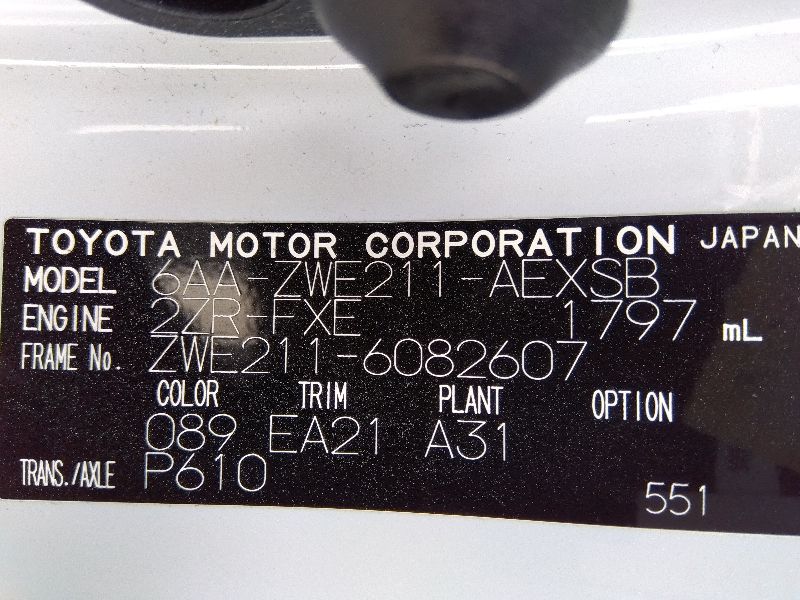 TOYOTA MOTOR CORPORATION JAPAN
MODEL 6AA-ZWE211-AEXSB
ENGINE 2ZR-FXE 1797 mL
FRAME No. ZWE211-6082607
COLOR TRIM PLANT OPTION
089 EA21 A31
TRANS./AXLE P610
551